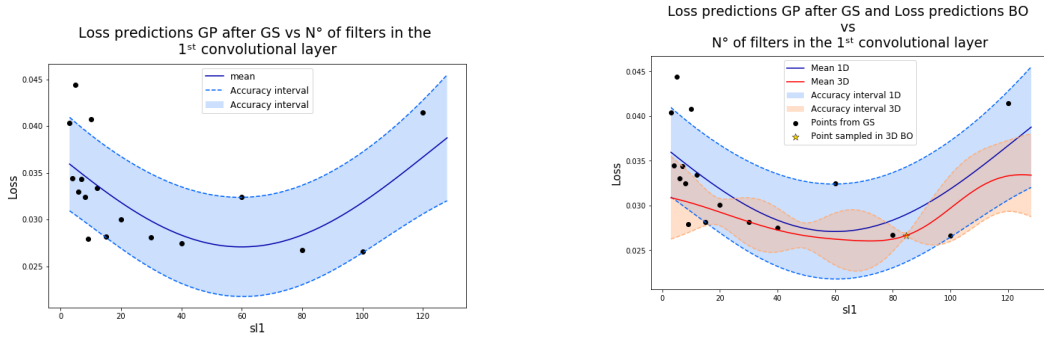 Loss predictions GP after GS vs N° of filters in the
1ˢᵗ convolutional layer
mean
Accuracy interval
Accuracy interval
0.045
0.040
0.035
0.030
0.025
Loss
0 20 40 60 80 100 120
sl1
Loss predictions GP after GS and Loss predictions BO
vs
N° of filters in the 1ˢᵗ convolutional layer
Mean 1D
Mean 3D
Accuracy interval 1D
Accuracy interval 3D
Points from GS
Point sampled in 3D BO
0.045
0.040
0.035
0.030
0.025
Loss
0 20 40 60 80 100 120
sl1